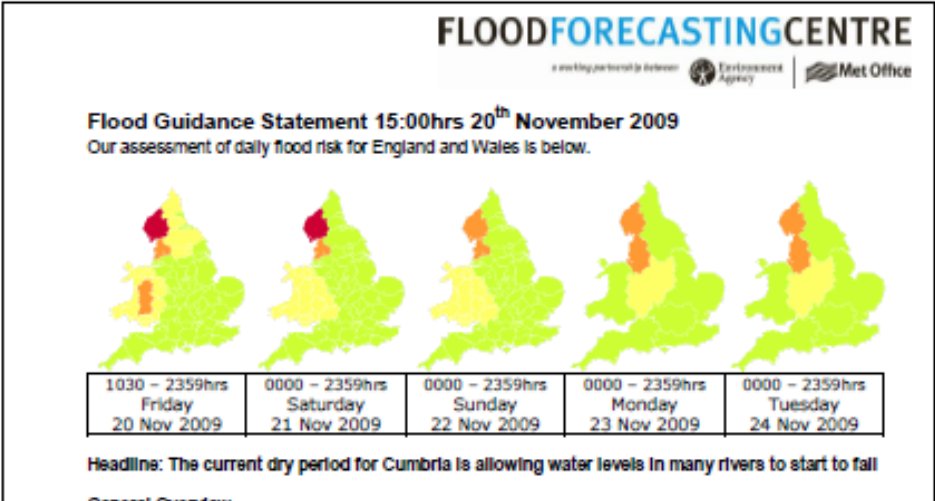 FLOODFORECASTINGCENTRE
a working partnership between Environment Agency Met Office
Flood Guidance Statement 15:00hrs 20th November 2009
Our assessment of daily flood risk for England and Wales is below.
1030 – 2359hrs 0000 – 2359hrs 0000 – 2359hrs 0000 – 2359hrs 0000 – 2359hrs
Friday Saturday Sunday Monday Tuesday
20 Nov 2009 21 Nov 2009 22 Nov 2009 23 Nov 2009 24 Nov 2009
Headline: The current dry period for Cumbria is allowing water levels in many rivers to start to fall
General Overview